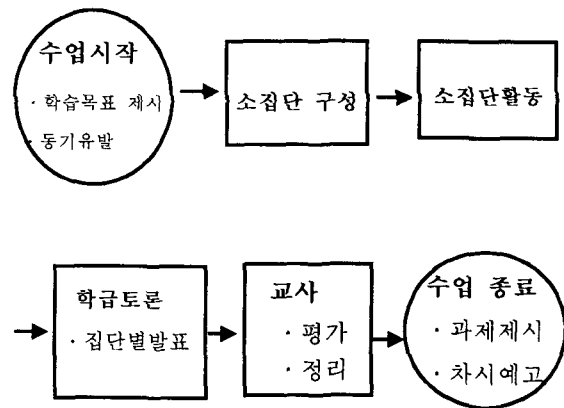 수업시작
· 학습목표 제시
· 동기유발
소집단 구성
소집단활동
학급토론
· 집단별발표
교사
· 평가
· 정리
수업 종료
· 과제제시
· 차시예고